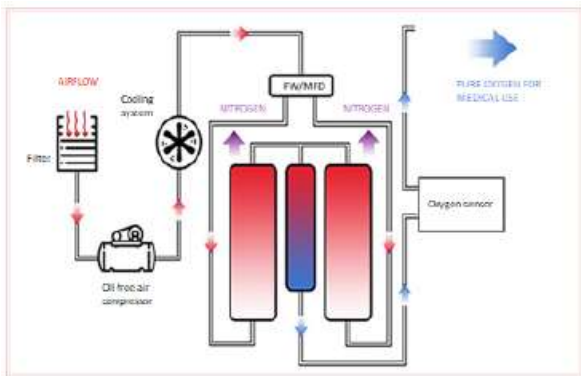 AIRFLOW
Cooling
system
Filter
Oil-free air
compressor
NITROGEN
NITROGEN
Oxygen sensor
PURE OXYGEN FOR
MEDICAL USE